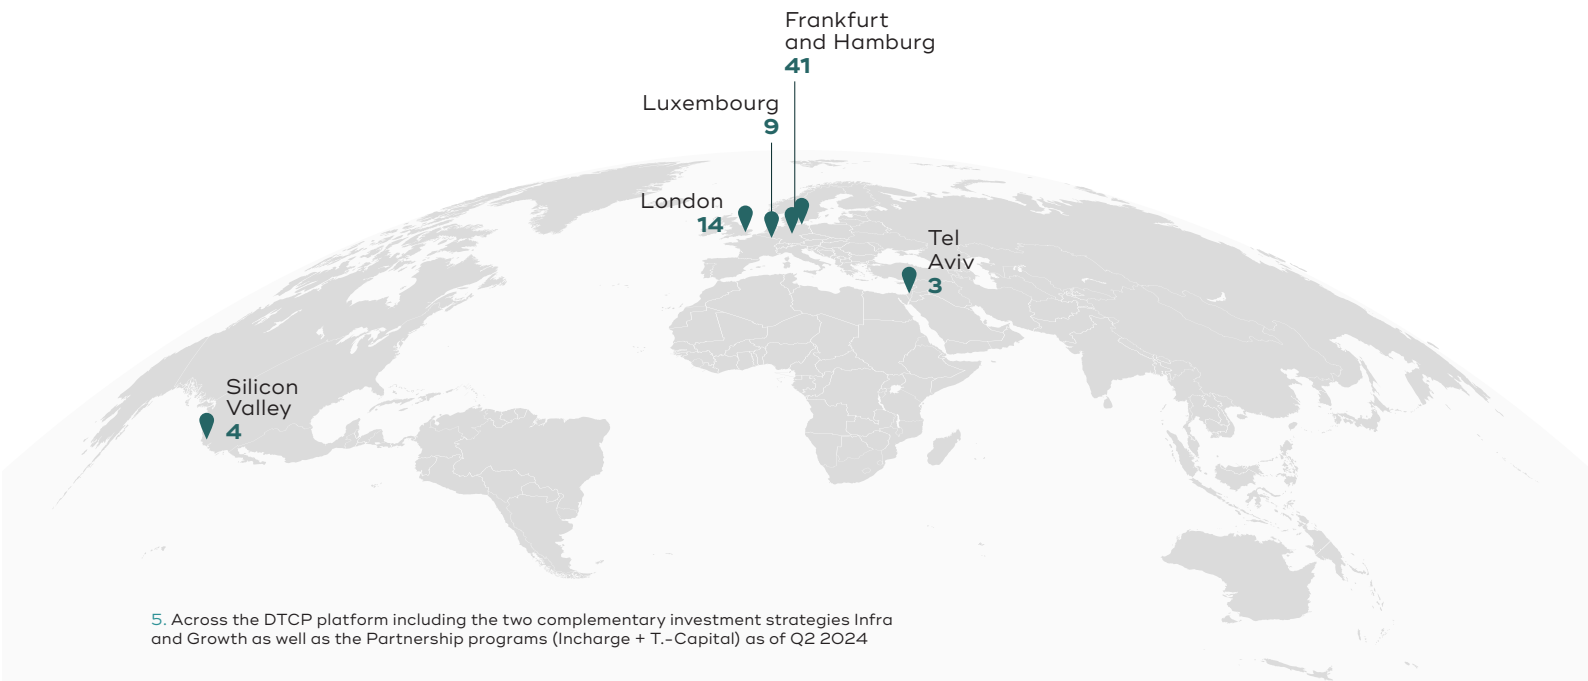 Frankfurt
and Hamburg
41
Luxembourg
9
London
14
Tel
Aviv
3
Silicon
Valley
4
5. Across the DTCP platform including the two complementary investment strategies Infra
and Growth as well as the Partnership programs (Incharge + T.-Capital) as of Q2 2024